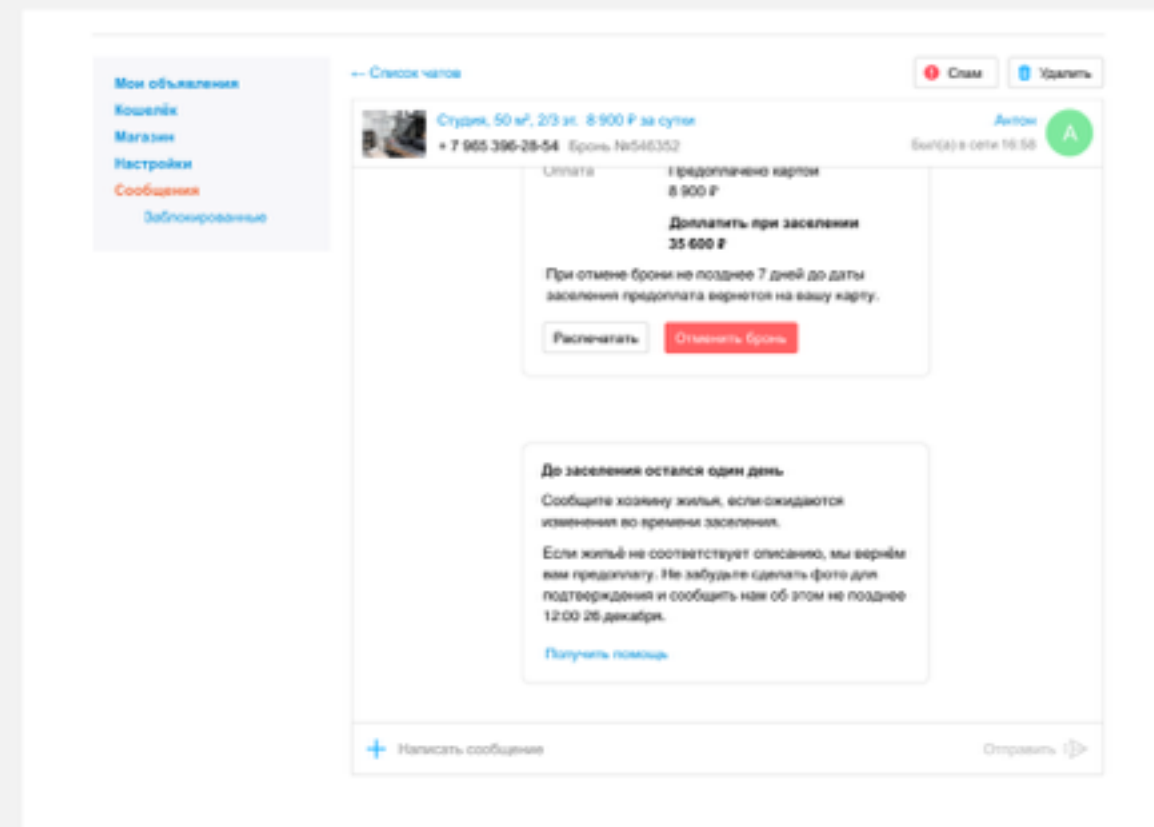 Мои объявления
Кошелёк
Магазин
Настройки
Сообщения
Заблокированные
← Список чатов
Спам
Удалить
Студия, 50 м², 2/3 эт. 8 900 ₽ за сутки
+ 7 965 396-28-54 Бронь №546352
Антон
Был(а) в сети 16:58
А
Оплата
Предоплачено картой
8 900 ₽
Доплатить при заселении
35 600 ₽
При отмене брони не позднее 7 дней до даты
заселения предоплата вернется на вашу карту.
Распечатать
Отменить бронь
До заселения остался один день
Сообщите хозяину жилья, если ожидаются
изменения во времени заселения.
Если жильё не соответствует описанию, мы вернём
вам предоплату. Не забудьте сделать фото для
подтверждения и сообщить нам об этом не позднее
12:00 26 декабря.
Получить помощь
Написать сообщение
Отправить